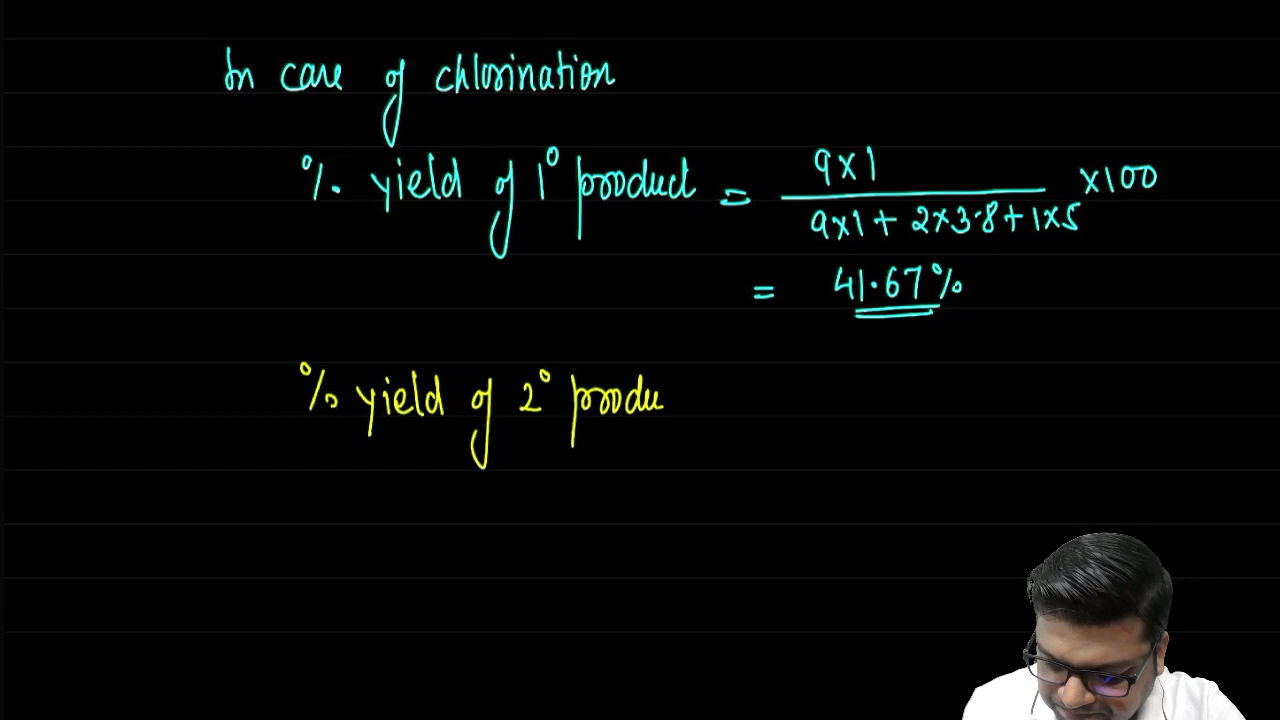 In case of chlorination
% yield of 1° product = 9×1 / 9×1 + 2×3.8 + 1×5 ×100
= 41.67%
% yield of 2° produ